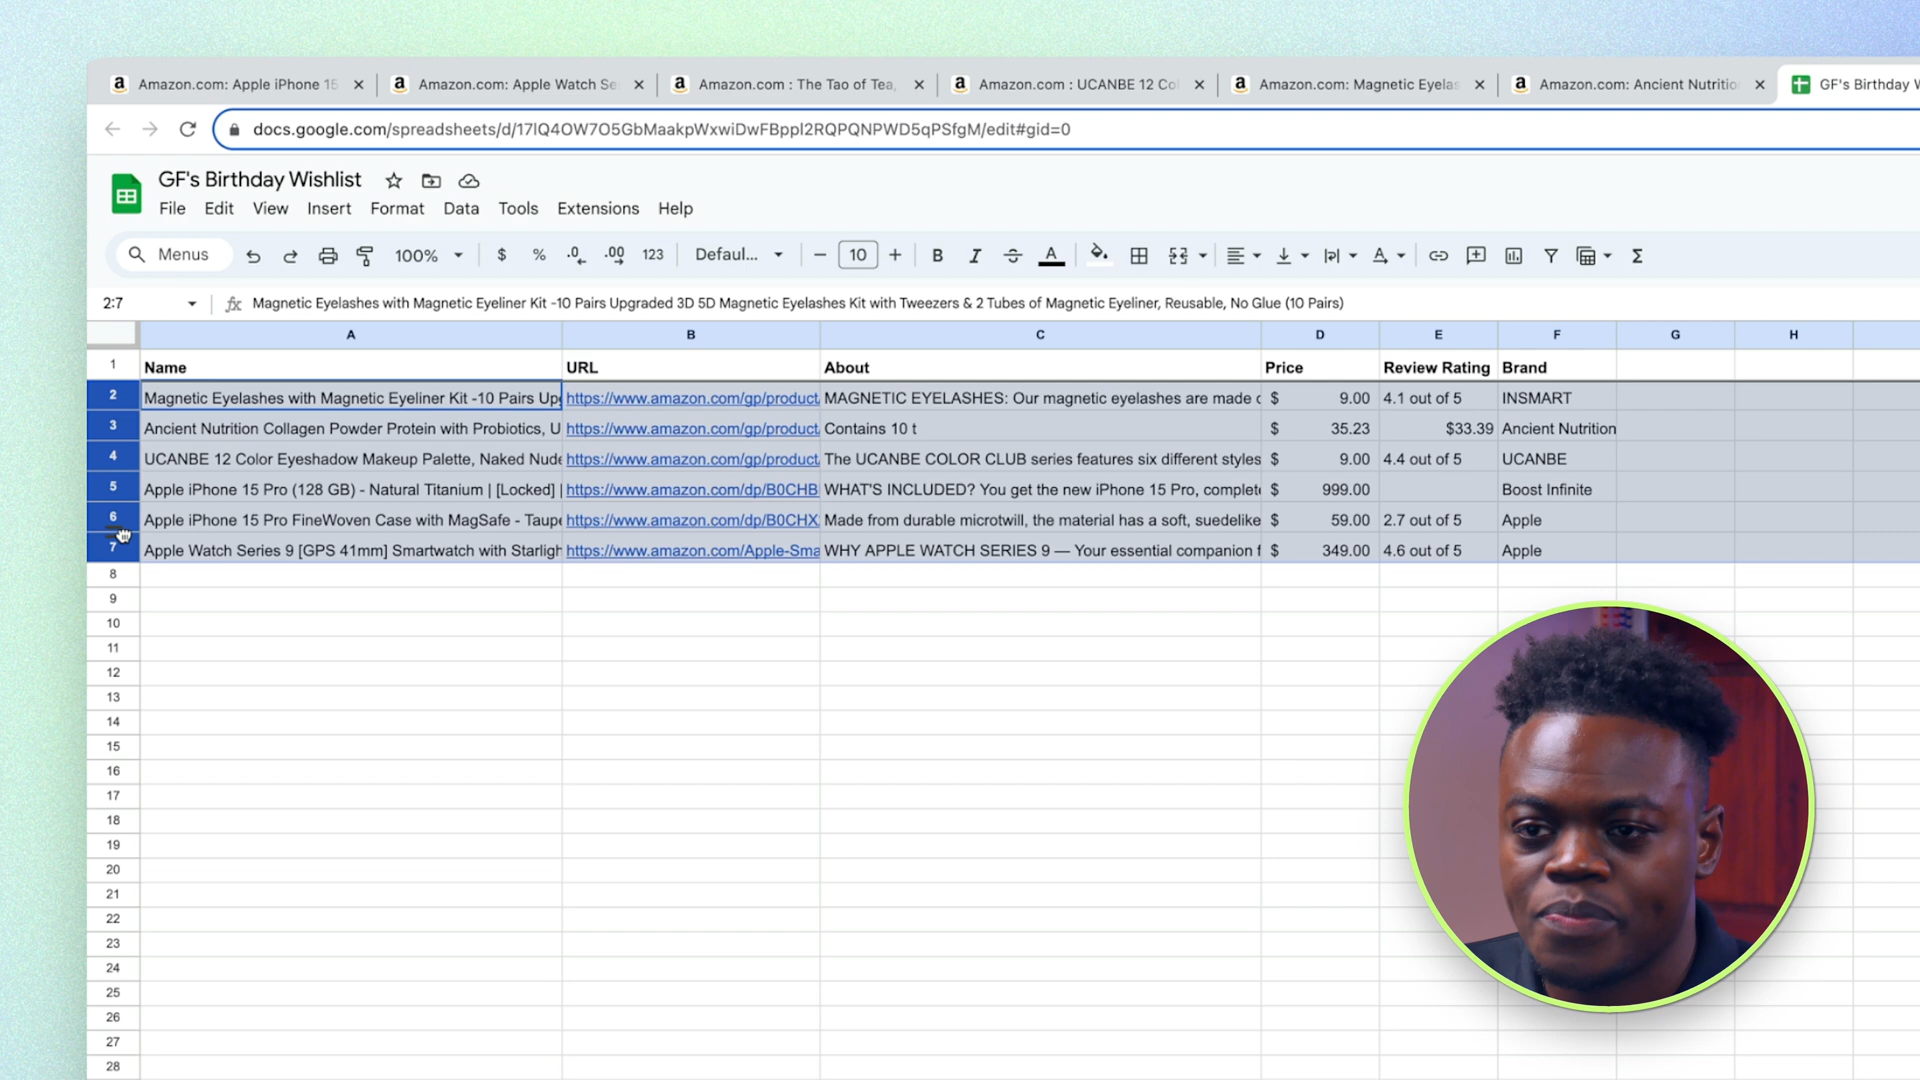 Amazon.com: Apple iPhone 15 Amazon.com: Apple Watch Se Amazon.com : The Tao of Tea, Amazon.com : UCANBE 12 Col Amazon.com: Magnetic Eyelas Amazon.com: Ancient Nutritio GF's Birthday W
docs.google.com/spreadsheets/d/17lQ4OW7O5GbMaakpWxwiDwFBppl2RQPQNPWD5qPSfgM/edit#gid=0
GF's Birthday Wishlist
File Edit View Insert Format Data Tools Extensions Help
Menus 100% $ % .0 .00 123 Defaul... − 10 + B I S A
2:7 fx Magnetic Eyelashes with Magnetic Eyeliner Kit -10 Pairs Upgraded 3D 5D Magnetic Eyelashes Kit with Tweezers & 2 Tubes of Magnetic Eyeliner, Reusable, No Glue (10 Pairs)
A B C D E F G H
1 Name URL About Price Review Rating Brand
2 Magnetic Eyelashes with Magnetic Eyeliner Kit -10 Pairs Upg https://www.amazon.com/gp/product/ MAGNETIC EYELASHES: Our magnetic eyelashes are made o $ 9.00 4.1 out of 5 INSMART
3 Ancient Nutrition Collagen Powder Protein with Probiotics, U https://www.amazon.com/gp/product/ Contains 10 t $ 35.23 $33.39 Ancient Nutrition
4 UCANBE 12 Color Eyeshadow Makeup Palette, Naked Nude https://www.amazon.com/gp/product/ The UCANBE COLOR CLUB series features six different styles $ 9.00 4.4 out of 5 UCANBE
5 Apple iPhone 15 Pro (128 GB) - Natural Titanium | [Locked] | https://www.amazon.com/dp/B0CHB WHAT'S INCLUDED? You get the new iPhone 15 Pro, complete $ 999.00 Boost Infinite
6 Apple iPhone 15 Pro FineWoven Case with MagSafe - Taupe https://www.amazon.com/dp/B0CHX Made from durable microtwill, the material has a soft, suedelike $ 59.00 2.7 out of 5 Apple
7 Apple Watch Series 9 [GPS 41mm] Smartwatch with Starligh https://www.amazon.com/Apple-Sma WHY APPLE WATCH SERIES 9 — Your essential companion f $ 349.00 4.6 out of 5 Apple
8
9
10
11
12
13
14
15
16
17
18
19
20
21
22
23
24
25
26
27
28